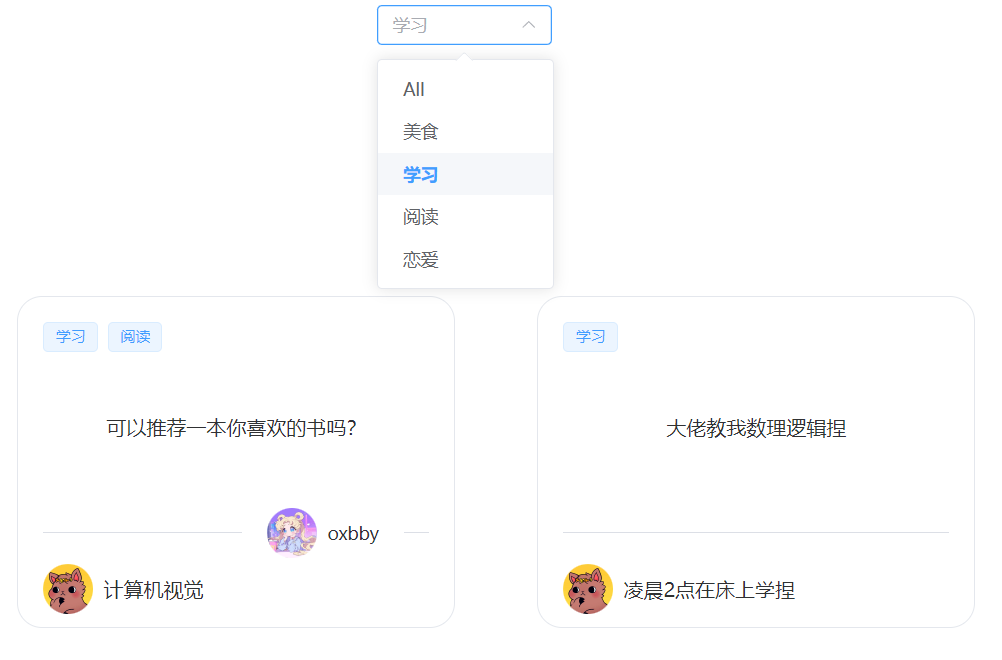 学习
All
美食
学习
阅读
恋爱
学习 阅读
可以推荐一本你喜欢的书吗?
oxbby
计算机视觉
学习
大佬教我数理逻辑捏
凌晨2点在床上学捏